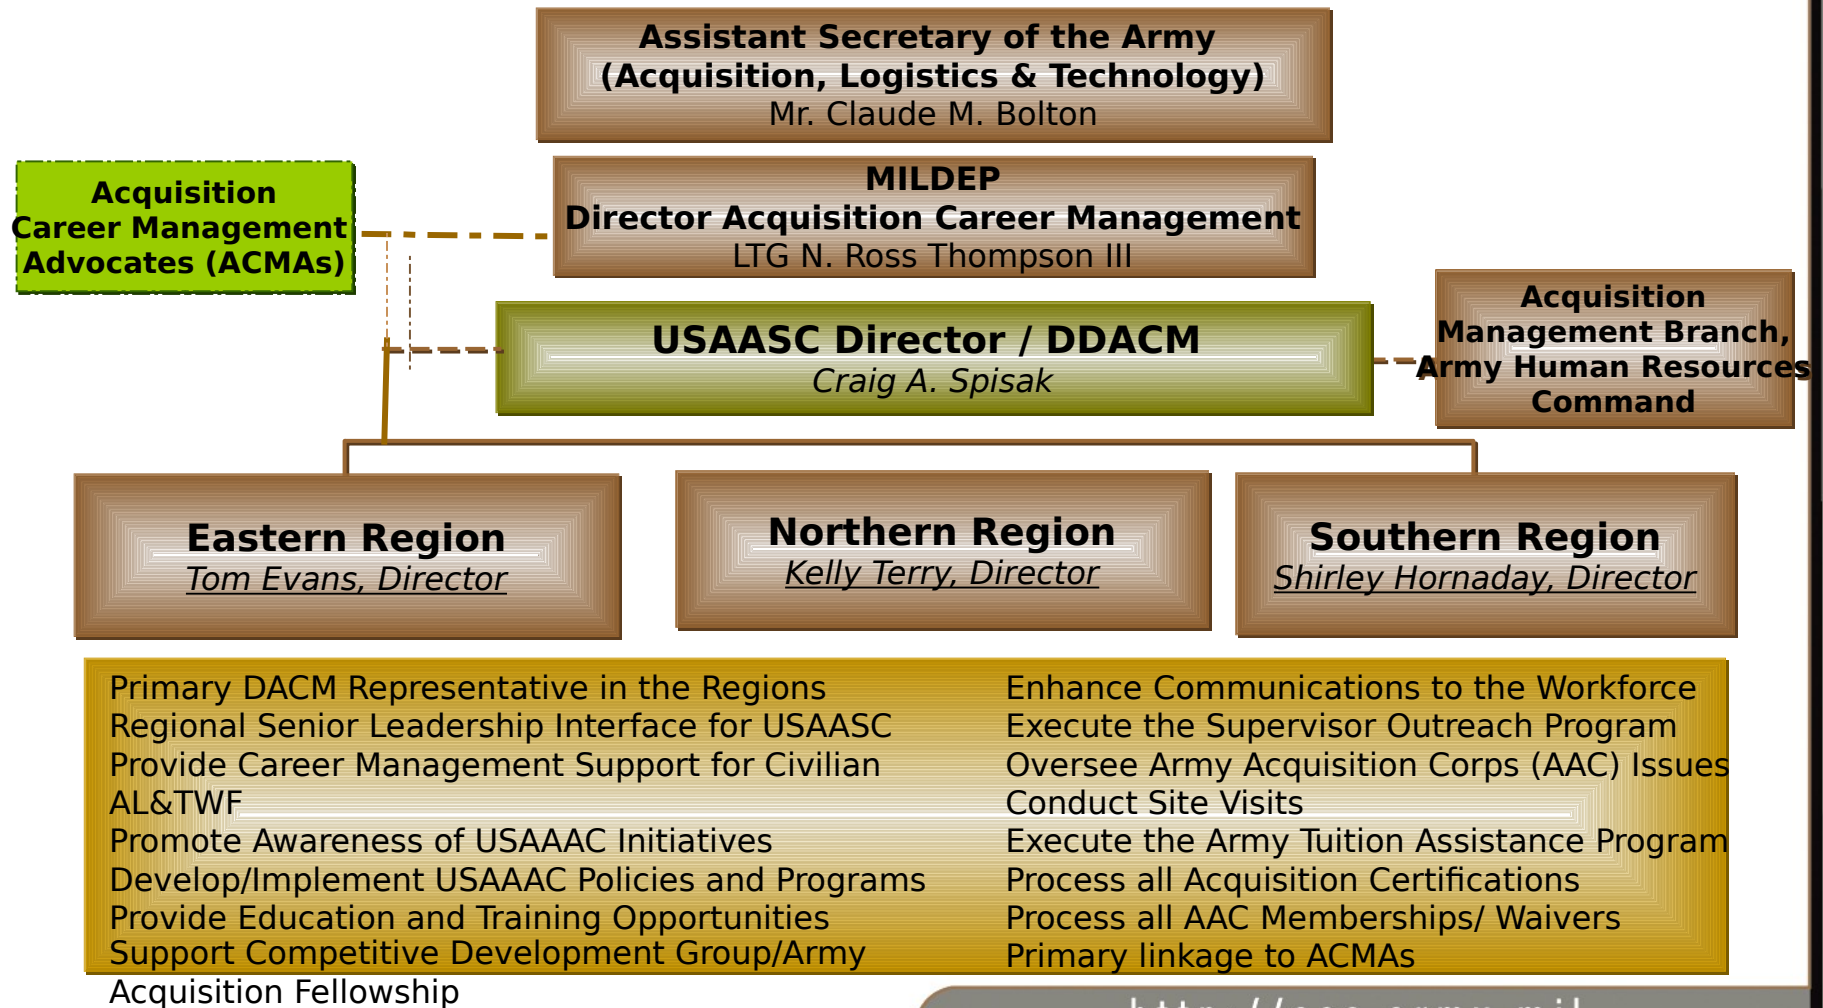 Assistant Secretary of the Army
(Acquisition, Logistics & Technology)
Mr. Claude M. Bolton
Acquisition
Career Management
Advocates (ACMAs)
MILDEP
Director Acquisition Career Management
LTG N. Ross Thompson III
USAASC Director / DDACM
Craig A. Spisak
Acquisition
Management Branch,
Army Human Resources
Command
Eastern Region
Tom Evans, Director
Northern Region
Kelly Terry, Director
Southern Region
Shirley Hornaday, Director
Primary DACM Representative in the Regions
Regional Senior Leadership Interface for USAASC
Provide Career Management Support for Civilian
AL&TWF
Promote Awareness of USAAAC Initiatives
Develop/Implement USAAAC Policies and Programs
Provide Education and Training Opportunities
Support Competitive Development Group/Army
Acquisition Fellowship
Enhance Communications to the Workforce
Execute the Supervisor Outreach Program
Oversee Army Acquisition Corps (AAC) Issues
Conduct Site Visits
Execute the Army Tuition Assistance Program
Process all Acquisition Certifications
Process all AAC Memberships/ Waivers
Primary linkage to ACMAs